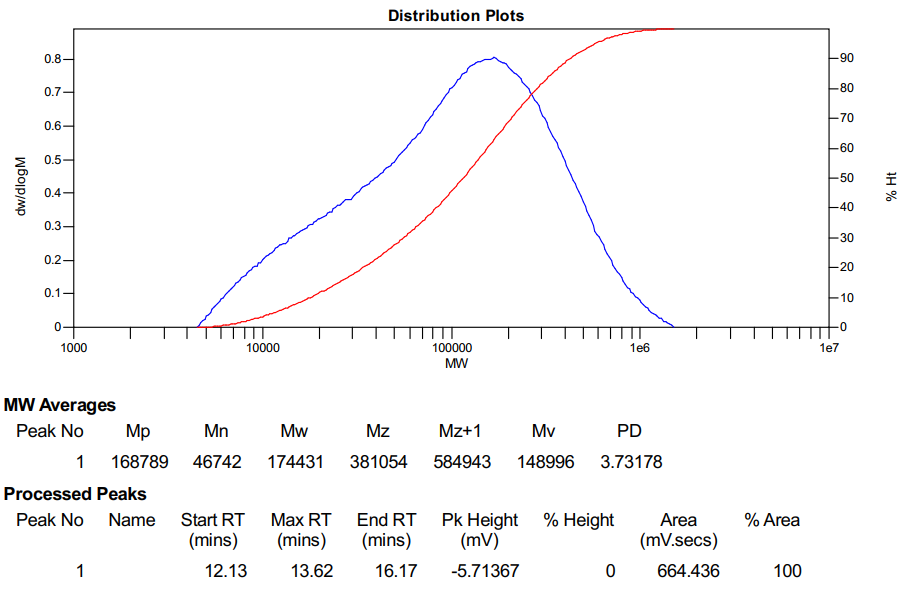 Distribution Plots
dw/dlogM
0.8
0.7
0.6
0.5
0.4
0.3
0.2
0.1
0
90
80
70
60
50
40
30
20
10
0
% Ht
1000 10000 100000 1e6 1e7
MW
MW Averages
Peak No Mp Mn Mw Mz Mz+1 Mv PD
1 168789 46742 174431 381054 584943 148996 3.73178
Processed Peaks
Peak No Name Start RT Max RT End RT Pk Height % Height Area % Area
(mins) (mins) (mins) (mV) (mV.secs)
1 12.13 13.62 16.17 -5.71367 0 664.436 100